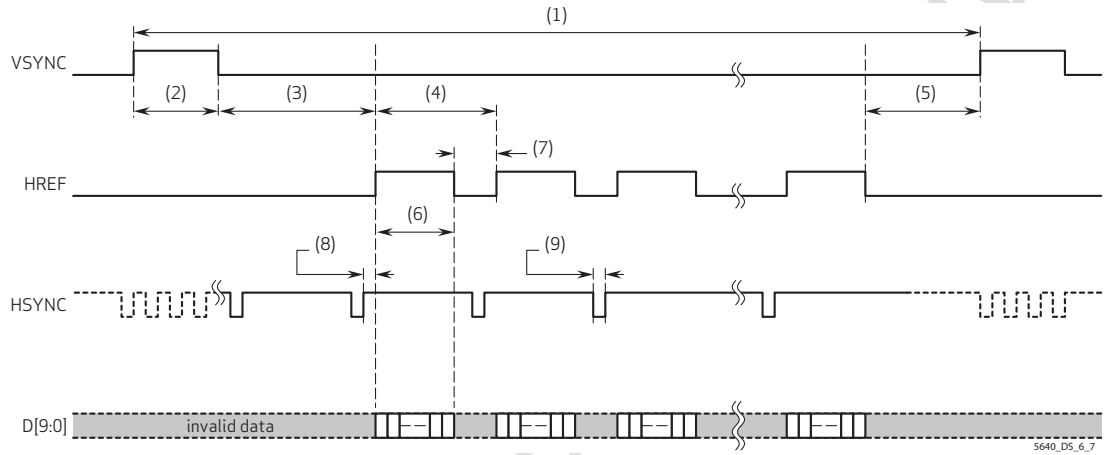 (1)
VSYNC
(2) (3) (4) (5)
(7)
HREF
(6)
(8) (9)
HSYNC
D[9:0] invalid data
5640_DS_6_7